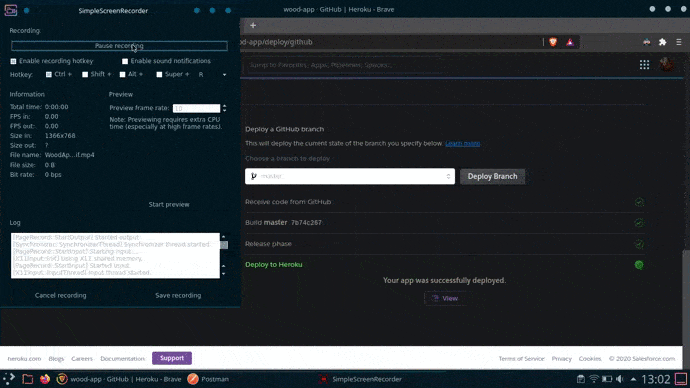 SimpleScreenRecorder
wood-app · GitHub | Heroku - Brave
od-app/deploy/github
Recording
Pause recording
Enable recording hotkey
Enable sound notifications
Hotkey: Ctrl + Shift + Alt + Super + R
Information
Total time: 0:00:00
FPS in: 0.00
FPS out: 0.00
Size in: 1366x768
Size out: ?
File name: WoodAp...if.mp4
File size: 0 B
Bit rate: 0 bps
Preview
Preview frame rate: 10
Note: Previewing requires extra CPU
time (especially at high frame rates).
Start preview
Log
[PageRecord::StartOutput] Started output.
[Synchronizer::SynchronizerThread] Synchronizer thread started.
[PageRecord::StartInput] Starting input...
[X11Input::Init] Using X11 shared memory.
[PageRecord::StartInput] Started input.
[X11Input::InputThread] Input thread started.
Cancel recording
Save recording
Jump to Favorites, Apps, Pipelines, Spaces...
Deploy a GitHub branch
This will deploy the current state of the branch you specify below. Learn more.
Choose a branch to deploy
master
Deploy Branch
Receive code from GitHub
Build master 7b74c287
Release phase
Deploy to Heroku
Your app was successfully deployed.
View
heroku.com Blogs Careers Documentation Support
Terms of Service Privacy Cookies © 2020 Salesforce.com
wood-app · GitHub | Heroku - Brave
Postman
SimpleScreenRecorder
13:02